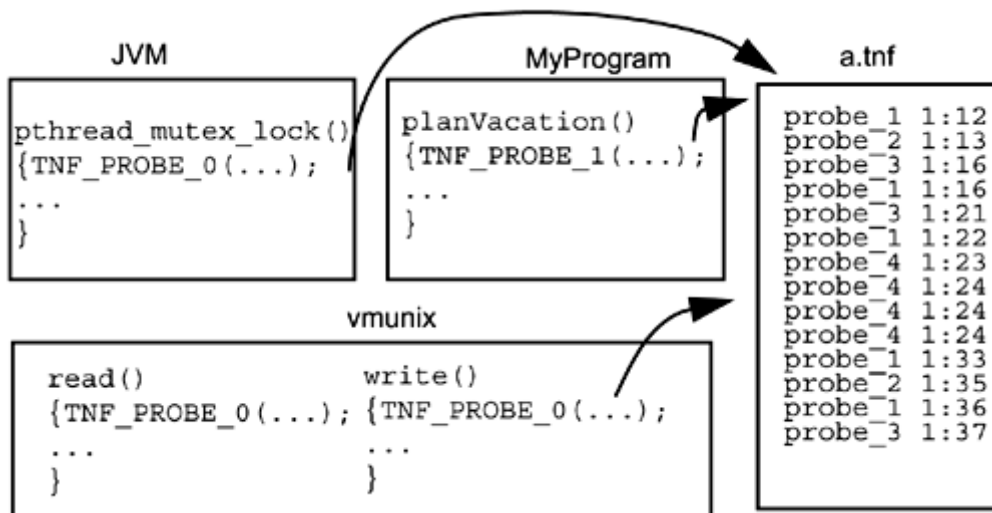 JVM
pthread_mutex_lock()
{TNF_PROBE_0(...);
...
}
MyProgram
planVacation()
{TNF_PROBE_1(...);
...
}
a.tnf
probe_1 1:12
probe_2 1:13
probe_3 1:16
probe_1 1:16
probe_3 1:21
probe_1 1:22
probe_4 1:23
probe_4 1:24
probe_4 1:24
probe_4 1:24
probe_1 1:33
probe_2 1:35
probe_1 1:36
probe_3 1:37
vmunix
read()
{TNF_PROBE_0(...);
...
}
write()
{TNF_PROBE_0(...);
...
}